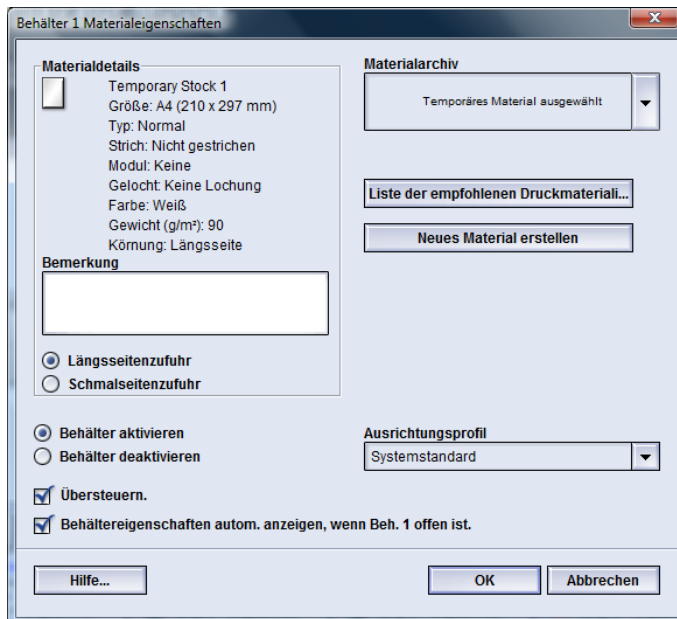 Behälter 1 Materialeigenschaften
Materialdetails
Temporary Stock 1
Größe: A4 (210 x 297 mm)
Typ: Normal
Strich: Nicht gestrichen
Modul: Keine
Gelocht: Keine Lochung
Farbe: Weiß
Gewicht (g/m²): 90
Körnung: Längsseite
Bemerkung
Längsseitenzufuhr
Schmalseitenzufuhr
Materialarchiv
Temporäres Material ausgewählt
Liste der empfohlenen Druckmateriali...
Neues Material erstellen
Behälter aktivieren
Behälter deaktivieren
Ausrichtungsprofil
Systemstandard
Übersteuern.
Behältereigenschaften autom. anzeigen, wenn Beh. 1 offen ist.
Hilfe...
OK
Abbrechen